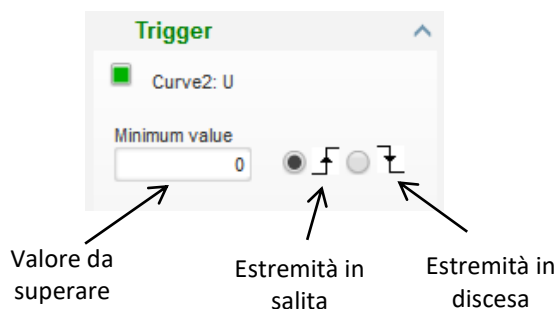 Trigger
Curve2: U
Minimum value
0
Valore da
superare
Estremità in
salita
Estremità in
discesa